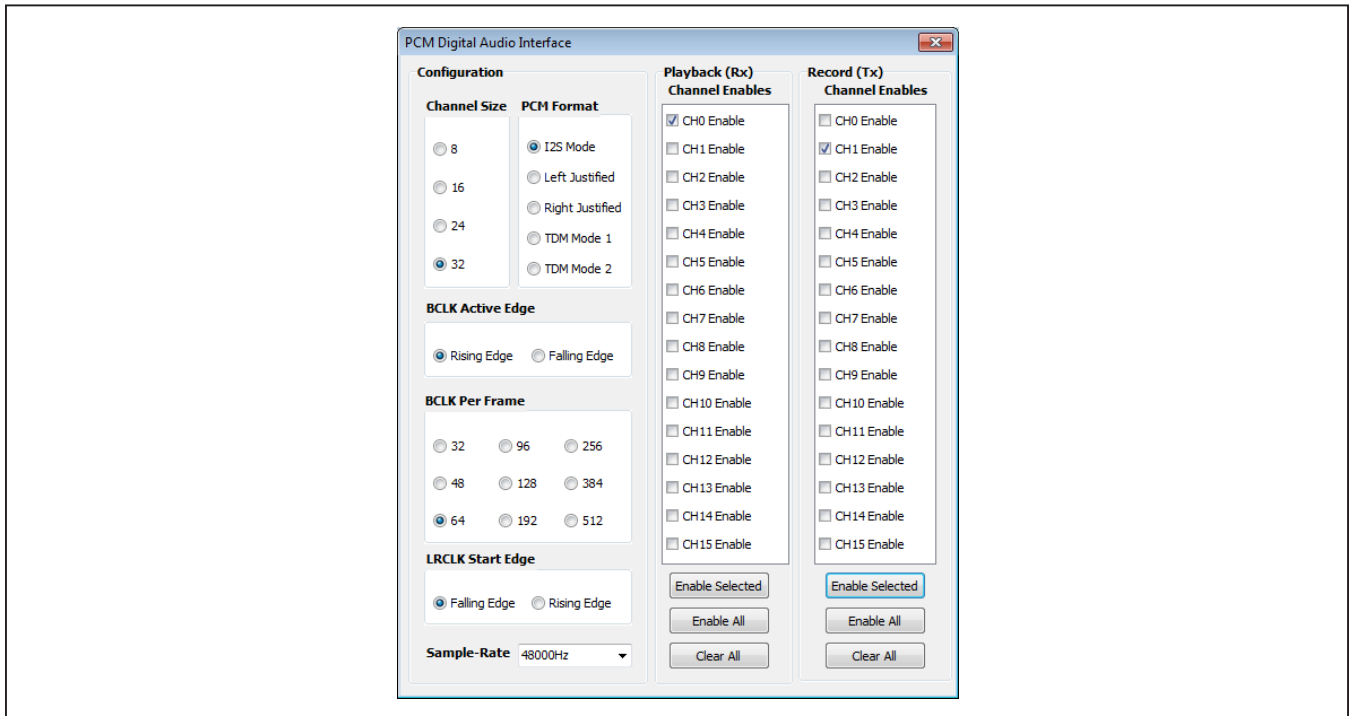 PCM Digital Audio Interface
Configuration
Channel Size
8
16
24
32
PCM Format
I2S Mode
Left Justified
Right Justified
TDM Mode 1
TDM Mode 2
BCLK Active Edge
Rising Edge
Falling Edge
BCLK Per Frame
32
96
256
48
128
384
64
192
512
LRCLK Start Edge
Falling Edge
Rising Edge
Sample-Rate
48000Hz
Playback (Rx)
Channel Enables
CH0 Enable
CH1 Enable
CH2 Enable
CH3 Enable
CH4 Enable
CH5 Enable
CH6 Enable
CH7 Enable
CH8 Enable
CH9 Enable
CH10 Enable
CH11 Enable
CH12 Enable
CH13 Enable
CH14 Enable
CH15 Enable
Enable Selected
Enable All
Clear All
Record (Tx)
Channel Enables
CH0 Enable
CH1 Enable
CH2 Enable
CH3 Enable
CH4 Enable
CH5 Enable
CH6 Enable
CH7 Enable
CH8 Enable
CH9 Enable
CH10 Enable
CH11 Enable
CH12 Enable
CH13 Enable
CH14 Enable
CH15 Enable
Enable Selected
Enable All
Clear All